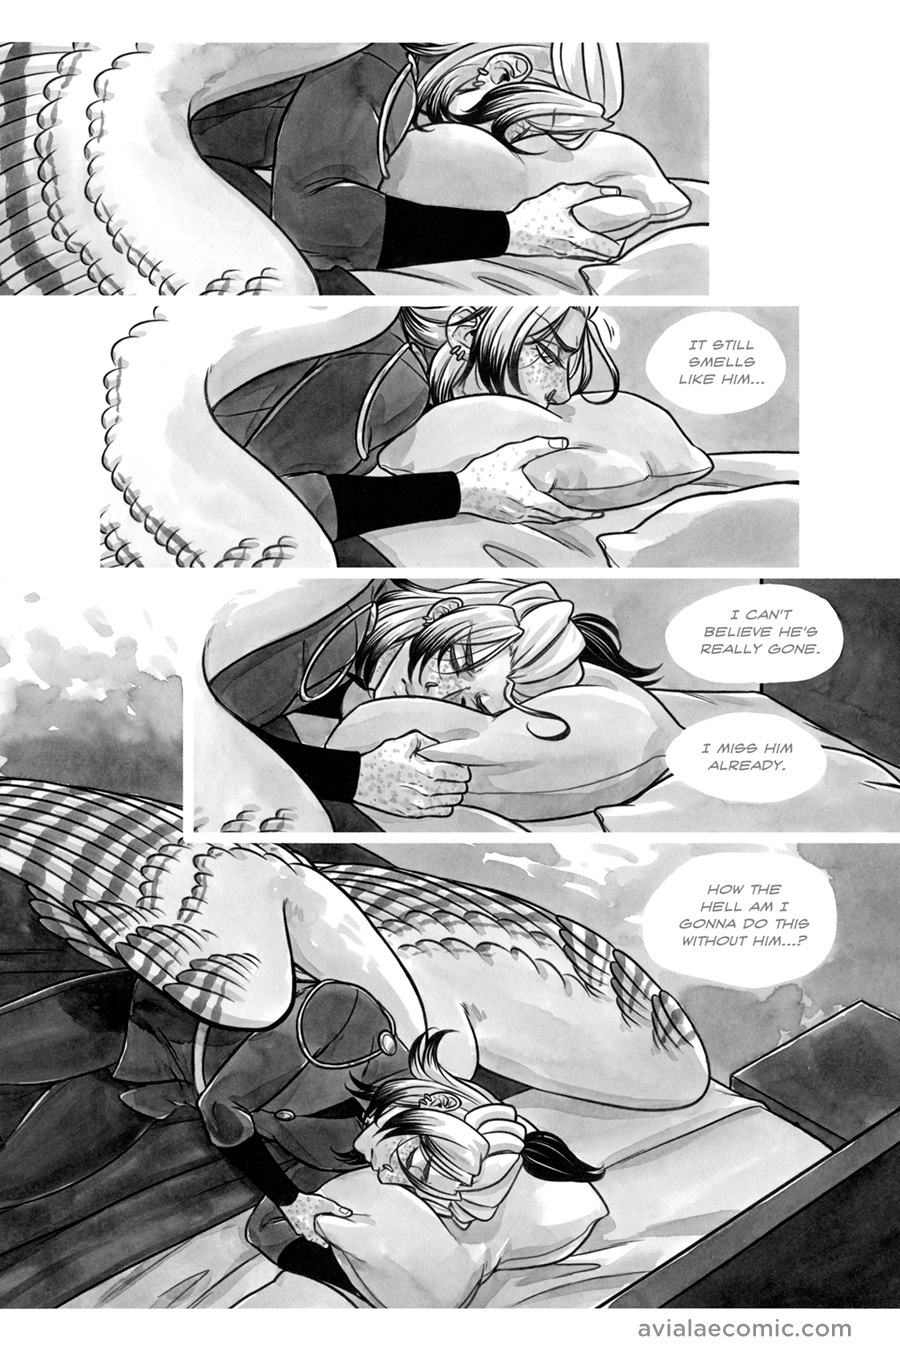 IT STILL
SMELLS
LIKE HIM...
I CAN'T
BELIEVE HE'S
REALLY GONE.
I MISS HIM
ALREADY.
HOW THE
HELL AM I
GONNA DO THIS
WITHOUT HIM...?
avialaecomic.com